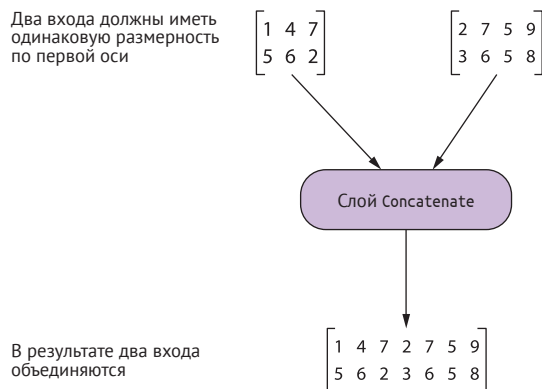 Два входа должны иметь
одинаковую размерность
по первой оси
1 4 7
5 6 2
2 7 5 9
3 6 5 8
Слой Concatenate
В результате два входа
объединяются
1 4 7 2 7 5 9
5 6 2 3 6 5 8